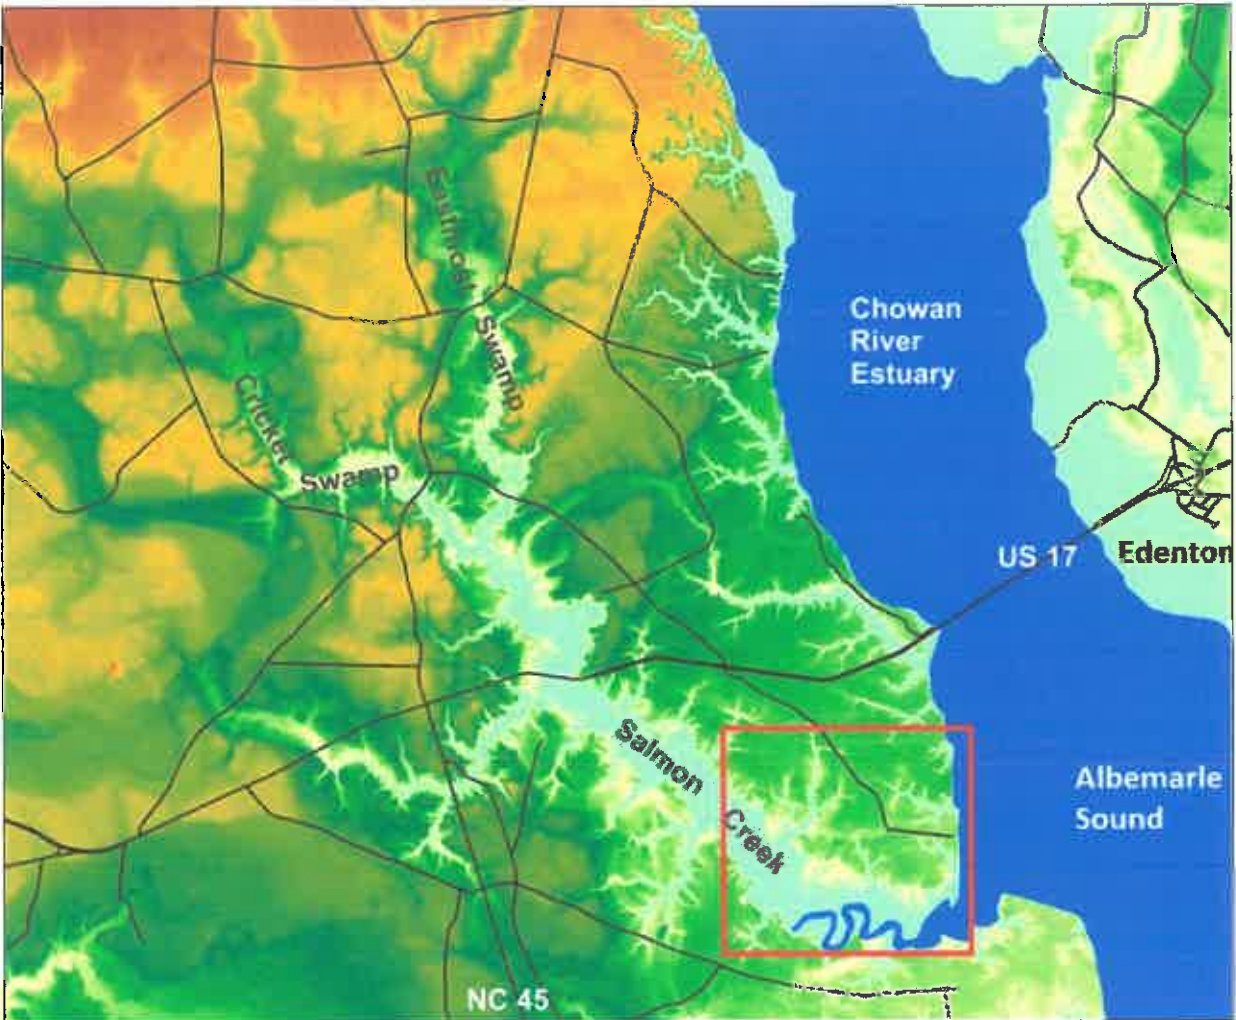 Eastmost
Swamp
Cricket
Swamp
Chowan
River
Estuary
US 17
Edenton
Salmon
Creek
Albemarle
Sound
NC 45